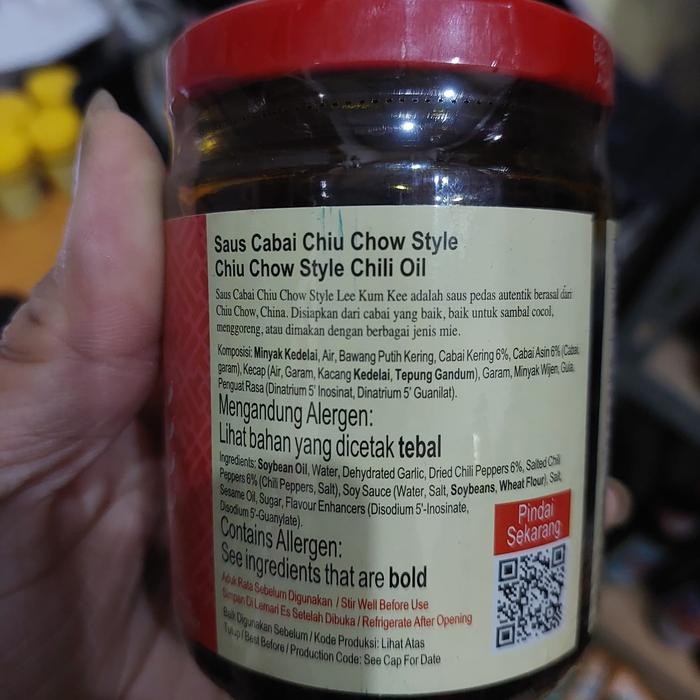 Saus Cabai Chiu Chow Style
Chiu Chow Style Chili Oil
Saus Cabai Chiu Chow Style Lee Kum Kee adalah saus pedas autentik berasal dari
Chiu Chow, China. Disiapkan dari cabai yang baik, baik untuk sambal cocol,
menggoreng, atau dimakan dengan berbagai jenis mie.
Komposisi: Minyak Kedelai, Air, Bawang Putih Kering, Cabai Kering 6%, Cabai Asin 6% (Cabai,
garam), Kecap (Air, Garam, Kacang Kedelai, Tepung Gandum), Garam, Minyak Wijen, Gula,
Penguat Rasa (Dinatrium 5' Inosinat, Dinatrium 5' Guanilat).
Mengandung Alergen:
Lihat bahan yang dicetak tebal
Ingredients: Soybean Oil, Water, Dehydrated Garlic, Dried Chili Peppers 6%, Salted Chili
Peppers 6% (Chili Peppers, Salt), Soy Sauce (Water, Salt, Soybeans, Wheat Flour), Salt,
Sesame Oil, Sugar, Flavour Enhancers (Disodium 5'-Inosinate,
Disodium 5'-Guanylate).
Contains Allergen:
See ingredients that are bold
Pindai
Sekarang
Aduk Rata Sebelum Digunakan / Stir Well Before Use
Simpan Di Lemari Es Setelah Dibuka / Refrigerate After Opening
Baik Digunakan Sebelum / Kode Produksi: Lihat Atas
Tutup / Best Before / Production Code: See Cap For Date